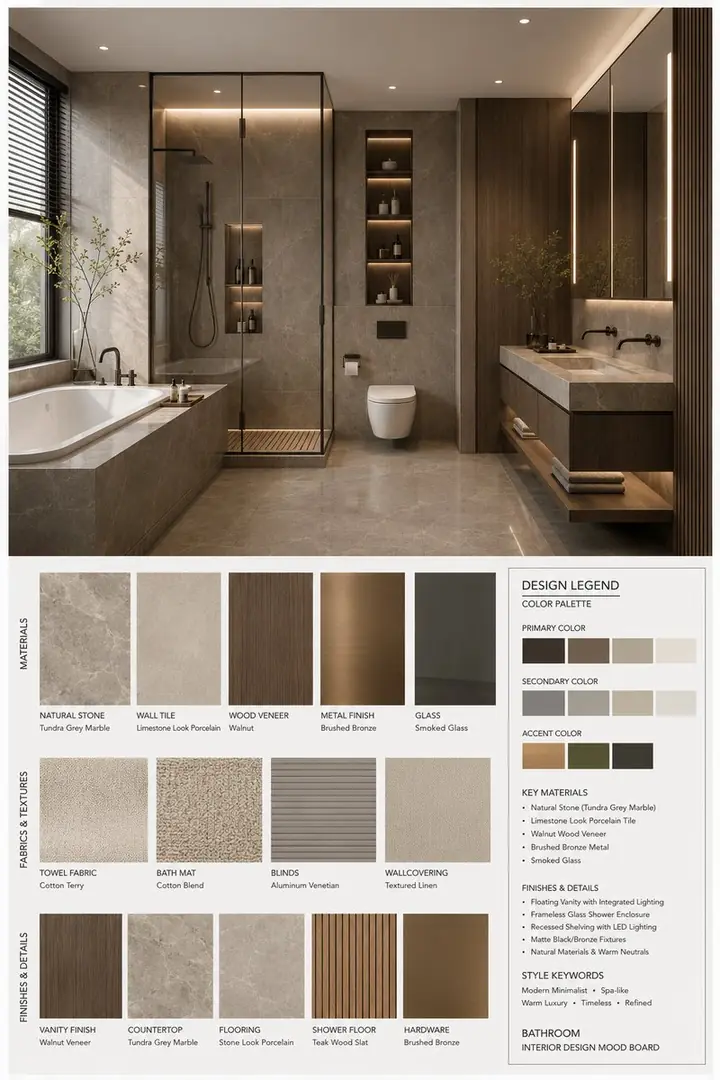 MATERIALS
NATURAL STONE
Tundra Grey Marble
WALL TILE
Limestone Look Porcelain
WOOD VENEER
Walnut
METAL FINISH
Brushed Bronze
GLASS
Smoked Glass
FABRICS & TEXTURES
TOWEL FABRIC
Cotton Terry
BATH MAT
Cotton Blend
BLINDS
Aluminum Venetian
WALLCOVERING
Textured Linen
FINISHES & DETAILS
VANITY FINISH
Walnut Veneer
COUNTERTOP
Tundra Grey Marble
FLOORING
Stone Look Porcelain
SHOWER FLOOR
Teak Wood Slat
HARDWARE
Brushed Bronze
DESIGN LEGEND
COLOR PALETTE
PRIMARY COLOR
SECONDARY COLOR
ACCENT COLOR
KEY MATERIALS
• Natural Stone (Tundra Grey Marble)
• Limestone Look Porcelain Tile
• Walnut Wood Veneer
• Brushed Bronze Metal
• Smoked Glass
FINISHES & DETAILS
• Floating Vanity with Integrated Lighting
• Frameless Glass Shower Enclosure
• Recessed Shelving with LED Lighting
• Matte Black/Bronze Fixtures
• Natural Materials & Warm Neutrals
STYLE KEYWORDS
Modern Minimalist • Spa-like
Warm Luxury • Timeless • Refined
BATHROOM
INTERIOR DESIGN MOOD BOARD